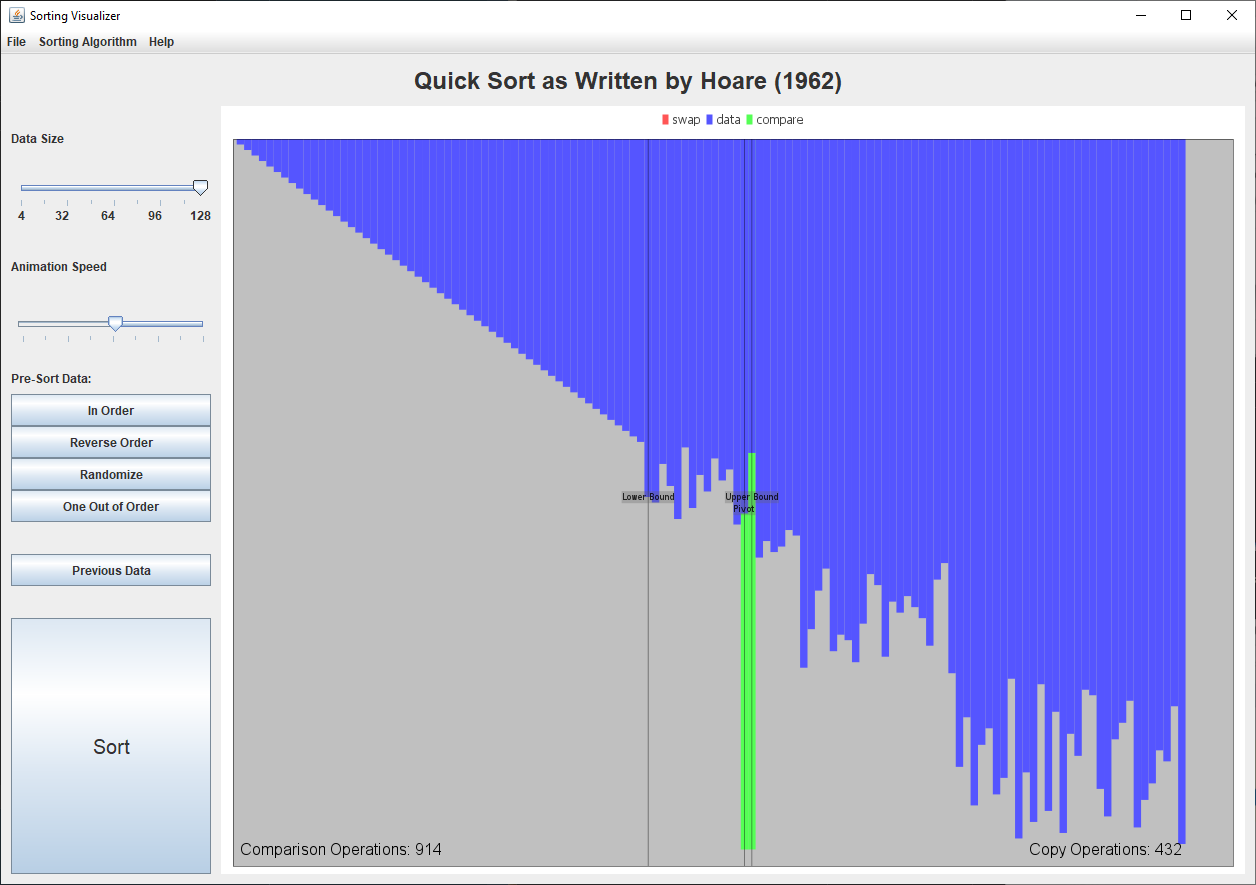 Sorting Visualizer
File Sorting Algorithm Help
Quick Sort as Written by Hoare (1962)
swap data compare
Data Size
4 32 64 96 128
Animation Speed
Pre-Sort Data:
In Order
Reverse Order
Randomize
One Out of Order
Previous Data
Sort
Lower Bound
Upper Bound
Pivot
Comparison Operations: 914
Copy Operations: 432